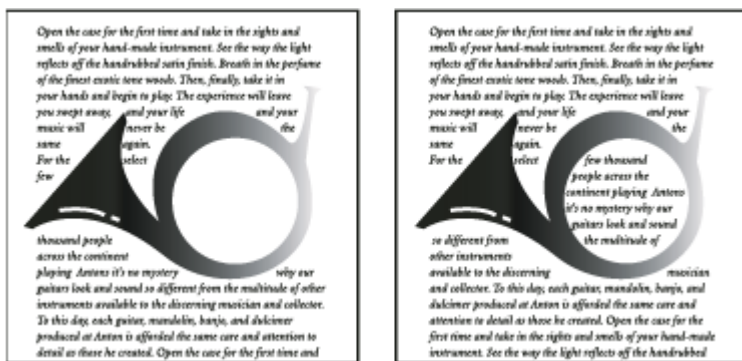 Open the case for the first time and take in the sights and
smells of your hand-made instrument. See the way the light
reflects off the handrubbed satin finish. Breath in the perfume
of the finest exotic tone woods. Then, finally, take it in
your hands and begin to play. The experience will leave
you swept away, and your life and your
music will never be the
same again.
For the select
few
thousand people
across the continent
playing Antons it's no mystery why our
guitars look and sound so different from the multitude of other
instruments available to the discerning musician and collector.
To this day, each guitar, mandolin, banjo, and dulcimer
produced at Anton is afforded the same care and attention to
detail as those he created. Open the case for the first time and
Open the case for the first time and take in the sights and
smells of your hand-made instrument. See the way the light
reflects off the handrubbed satin finish. Breath in the perfume
of the finest exotic tone woods. Then, finally, take it in
your hands and begin to play. The experience will leave
you swept away, and your life and your
music will never be the
same again.
For the select few thousand
people across the
continent playing Antons
it's no mystery why our
guitars look and sound
so different from the multitude of
other instruments
available to the discerning musician
and collector. To this day, each guitar, mandolin, banjo, and
dulcimer produced at Anton is afforded the same care and
attention to detail as those he created. Open the case for the
first time and take in the sights and smells of your hand-made
instrument. See the way the light reflects off the handrubbed